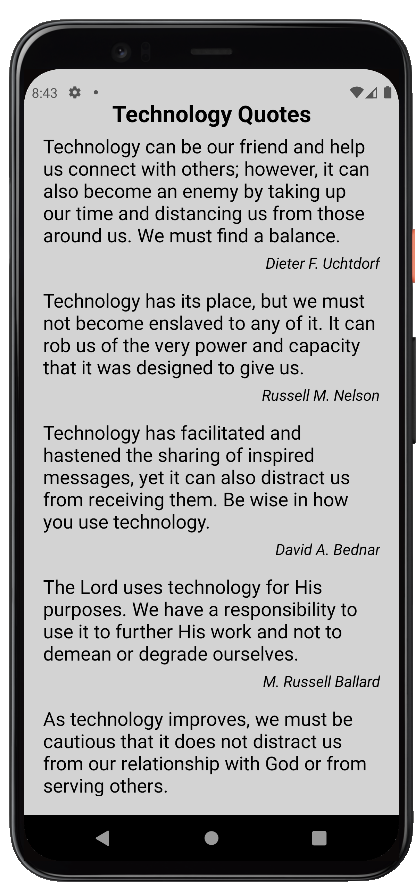 8:43
Technology Quotes
Technology can be our friend and help
us connect with others; however, it can
also become an enemy by taking up
our time and distancing us from those
around us. We must find a balance.
Dieter F. Uchtdorf
Technology has its place, but we must
not become enslaved to any of it. It can
rob us of the very power and capacity
that it was designed to give us.
Russell M. Nelson
Technology has facilitated and
hastened the sharing of inspired
messages, yet it can also distract us
from receiving them. Be wise in how
you use technology.
David A. Bednar
The Lord uses technology for His
purposes. We have a responsibility to
use it to further His work and not to
demean or degrade ourselves.
M. Russell Ballard
As technology improves, we must be
cautious that it does not distract us
from our relationship with God or from
serving others.